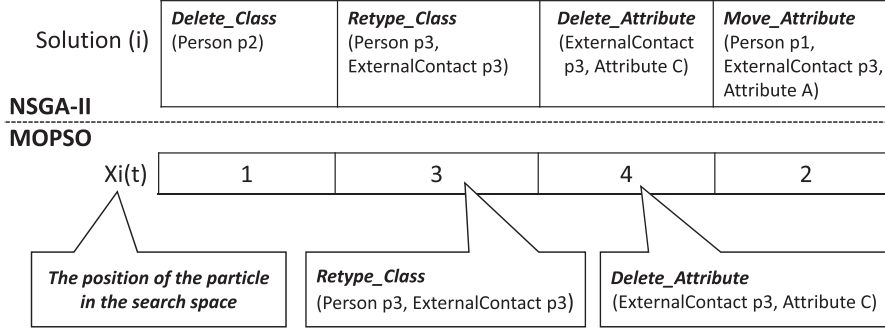 Solution (i)
Delete_Class
(Person p2)
Retype_Class
(Person p3,
ExternalContact p3)
Delete_Attribute
(ExternalContact
p3, Attribute C)
Move_Attribute
(Person p1,
ExternalContact p3,
Attribute A)
NSGA-II
MOPSO
Xi(t)
1
3
4
2
The position of the particle
in the search space
Retype_Class
(Person p3, ExternalContact p3)
Delete_Attribute
(ExternalContact p3, Attribute C)